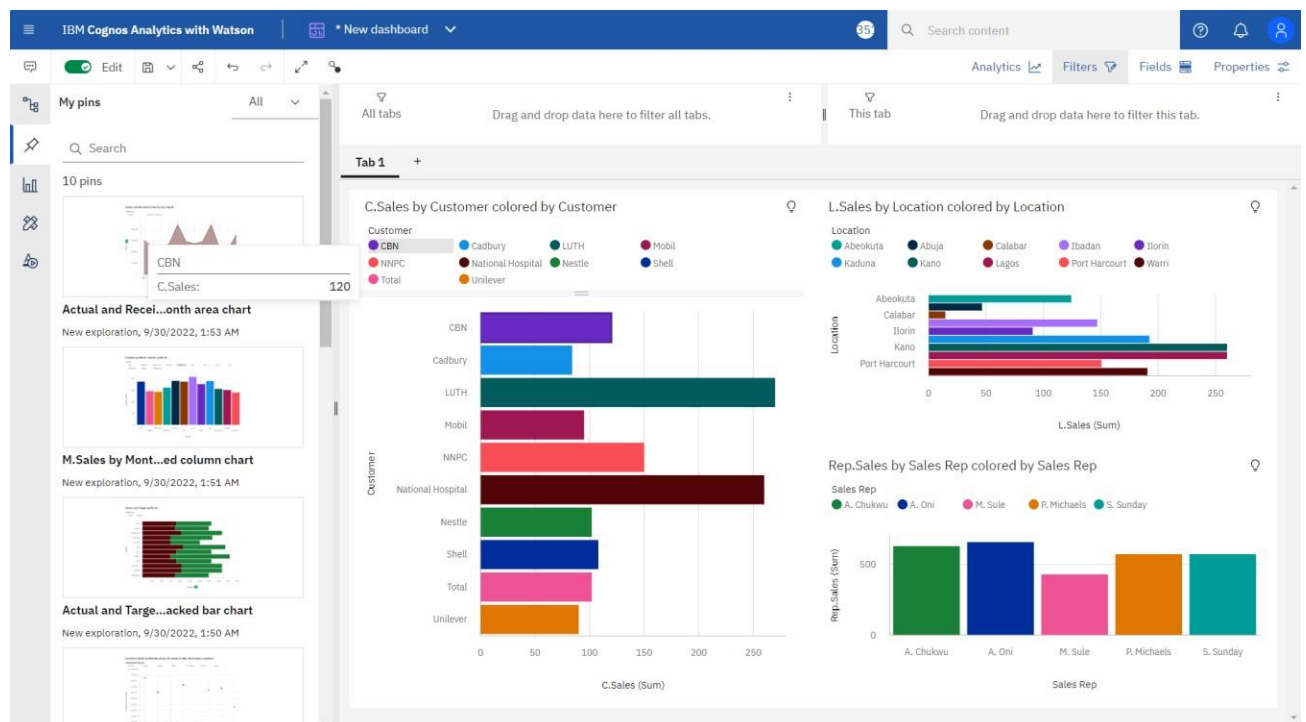 IBM Cognos Analytics with Watson
* New dashboard
Search content
Edit
Analytics
Filters
Fields
Properties
My pins
All
Search
10 pins
CBN
C.Sales: 120
Actual and Recei...onth area chart
New exploration, 9/30/2022, 1:53 AM
M.Sales by Mont...ed column chart
New exploration, 9/30/2022, 1:51 AM
Actual and Targe...acked bar chart
New exploration, 9/30/2022, 1:50 AM
All tabs
Drag and drop data here to filter all tabs.
This tab
Drag and drop data here to filter this tab.
Tab 1 +
C.Sales by Customer colored by Customer
Customer
CBN Cadbury LUTH Mobil
NNPC National Hospital Nestle Shell
Total Unilever
Customer
CBN
Cadbury
LUTH
Mobil
NNPC
National Hospital
Nestle
Shell
Total
Unilever
0 50 100 150 200 250
C.Sales (Sum)
L.Sales by Location colored by Location
Location
Abeokuta Abuja Calabar Ibadan Ilorin
Kaduna Kano Lagos Port Harcourt Warri
Location
Abeokuta
Calabar
Ilorin
Kano
Port Harcourt
0 50 100 150 200 250
L.Sales (Sum)
Rep.Sales by Sales Rep colored by Sales Rep
Sales Rep
A. Chukwu A. Oni M. Sule P. Michaels S. Sunday
Rep.Sales (Sum)
500
0
A. Chukwu A. Oni M. Sule P. Michaels S. Sunday
Sales Rep